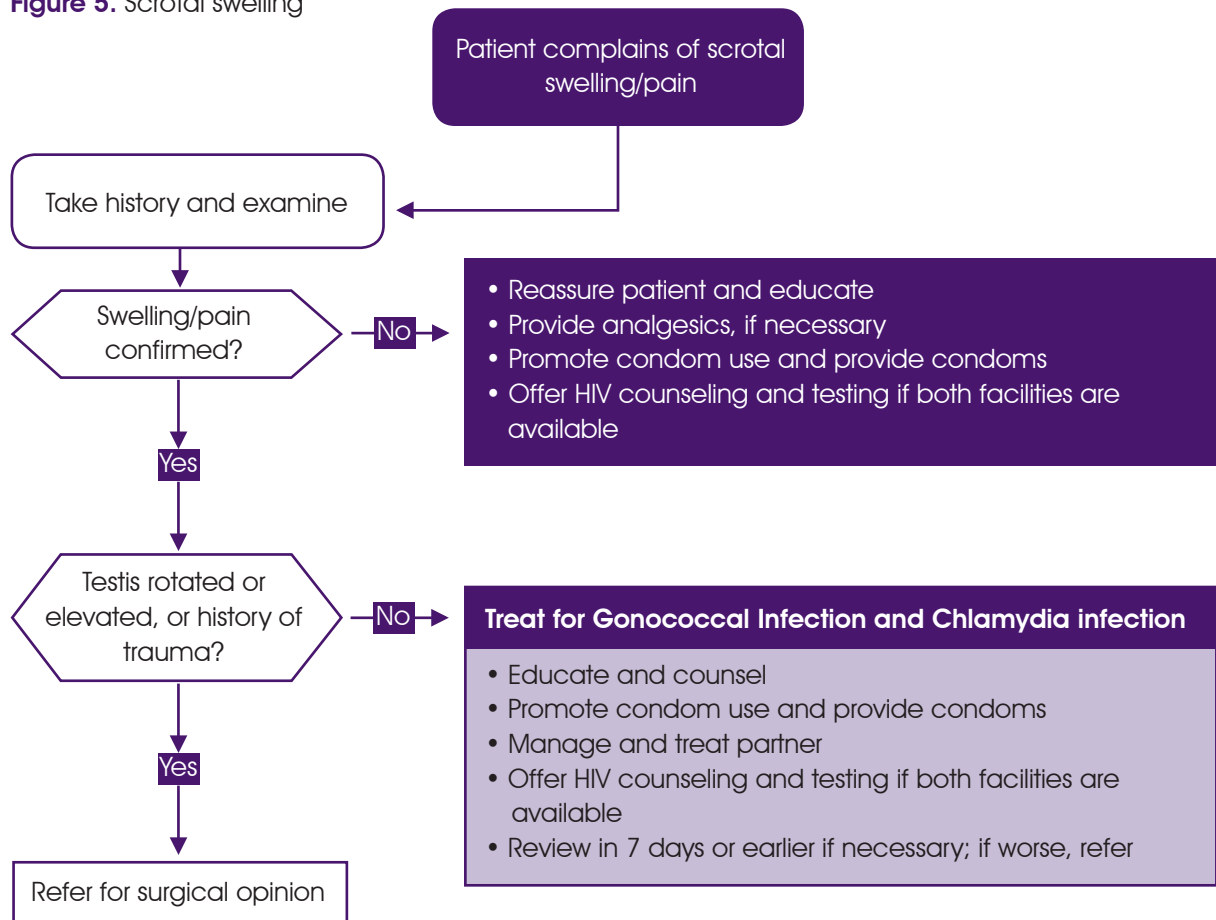 Figure 5. Scrotal swelling
Patient complains of scrotal
swelling/pain
Take history and examine
Swelling/pain
confirmed?
No
• Reassure patient and educate
• Provide analgesics, if necessary
• Promote condom use and provide condoms
• Offer HIV counseling and testing if both facilities are
available
Yes
Testis rotated or
elevated, or history of
trauma?
No
Treat for Gonococcal Infection and Chlamydia infection
• Educate and counsel
• Promote condom use and provide condoms
• Manage and treat partner
• Offer HIV counseling and testing if both facilities are
available
• Review in 7 days or earlier if necessary; if worse, refer
Yes
Refer for surgical opinion